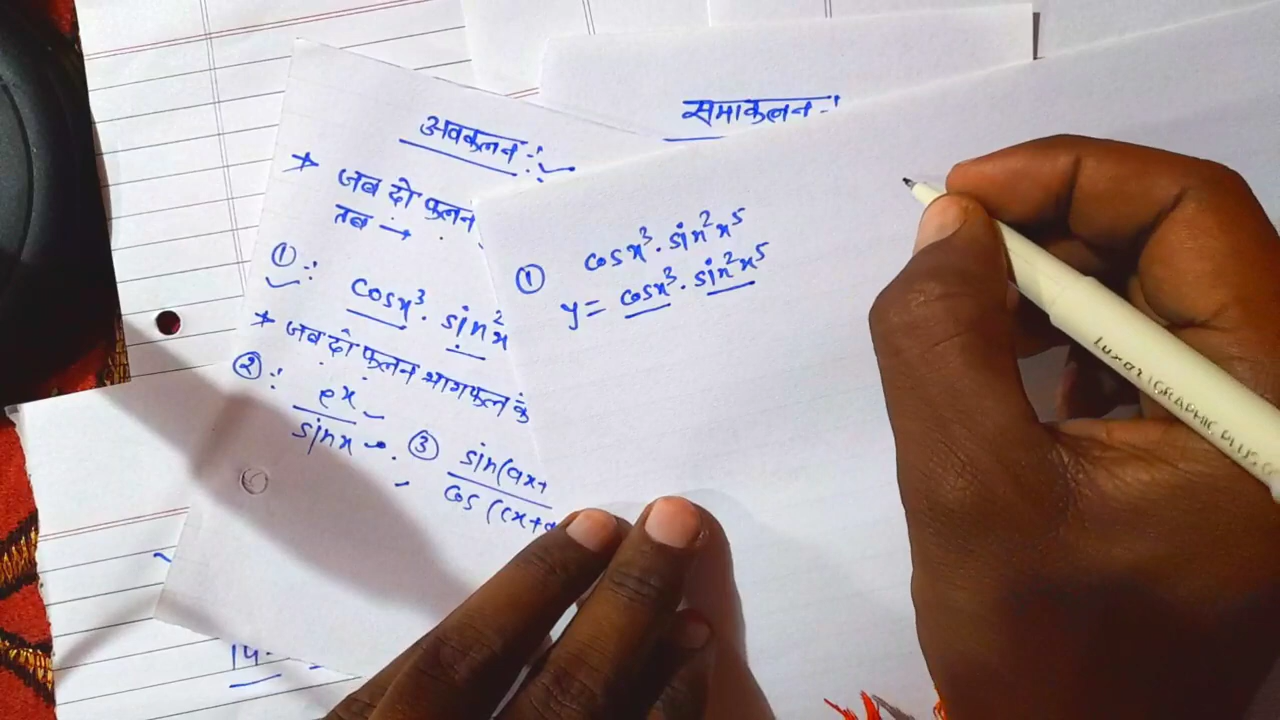 समाकलन :-
अवकलन :-
* जब दो फलन
तब →
① :- cosx³. sin²x
* जब दो फलन भागफल के
② :- eˣ/sinx
③ sin(ax+
cos(cx+
① cosx³. sin²x⁵
y = cosx³. sin²x⁵
Luxor GRAPHIC PLUS